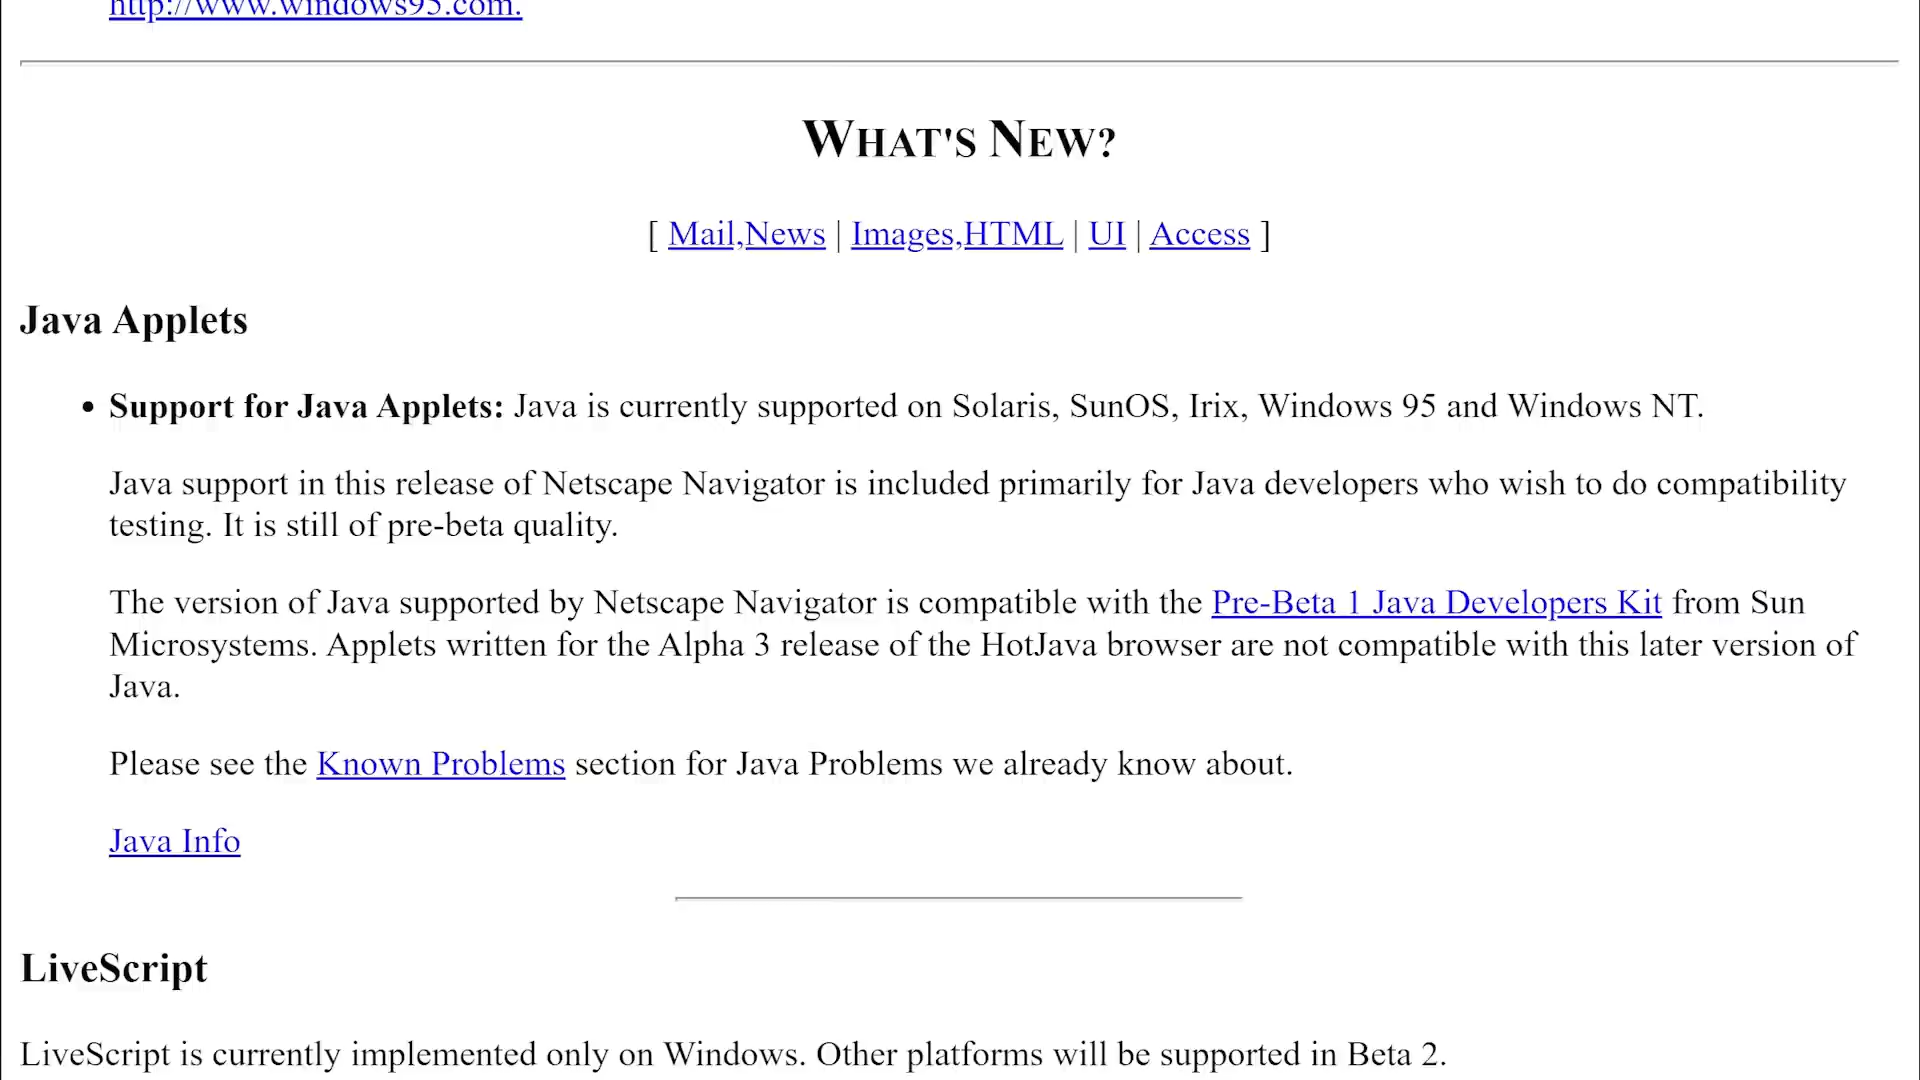 http://www.windows95.com.
What's New?
[ Mail,News | Images,HTML | UI | Access ]
Java Applets
• Support for Java Applets: Java is currently supported on Solaris, SunOS, Irix, Windows 95 and Windows NT.
Java support in this release of Netscape Navigator is included primarily for Java developers who wish to do compatibility
testing. It is still of pre-beta quality.
The version of Java supported by Netscape Navigator is compatible with the Pre-Beta 1 Java Developers Kit from Sun
Microsystems. Applets written for the Alpha 3 release of the HotJava browser are not compatible with this later version of
Java.
Please see the Known Problems section for Java Problems we already know about.
Java Info
LiveScript
LiveScript is currently implemented only on Windows. Other platforms will be supported in Beta 2.